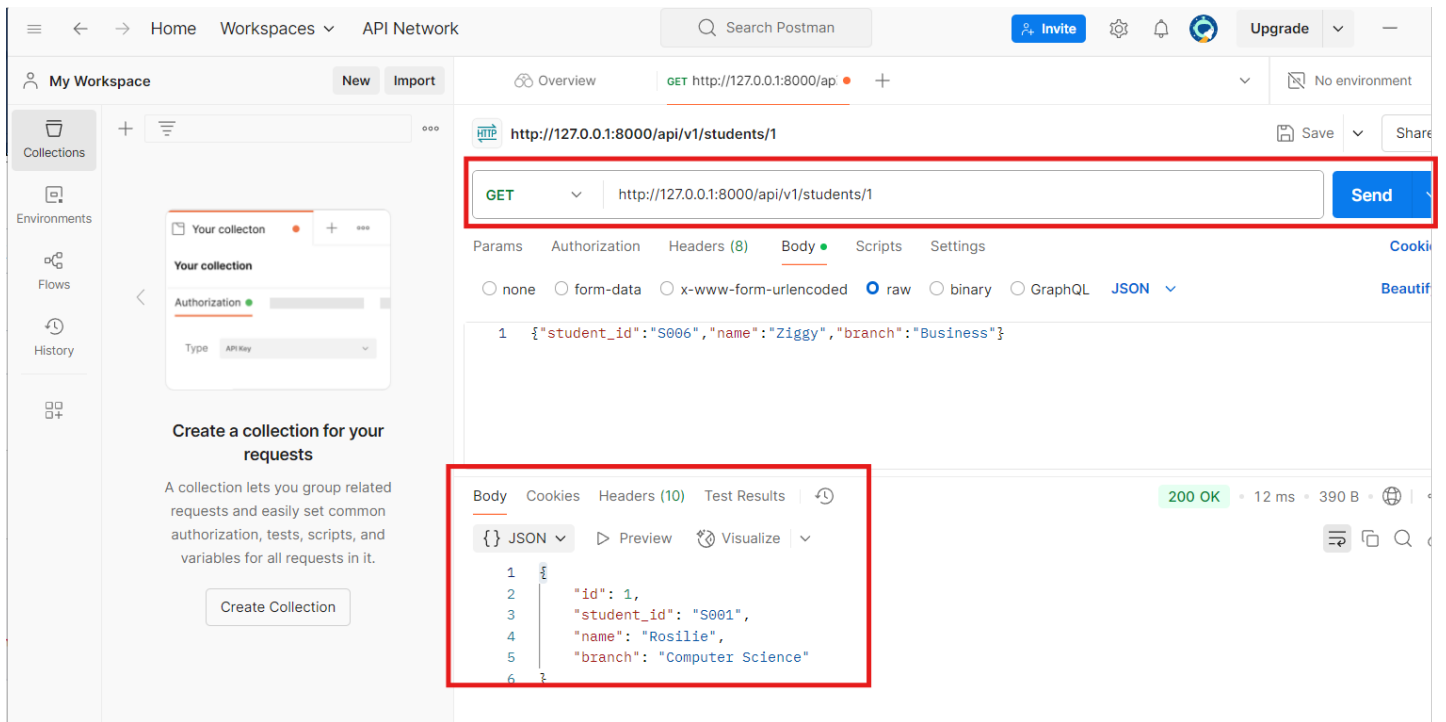 Home Workspaces API Network Search Postman Invite Upgrade
My Workspace New Import Overview GET http://127.0.0.1:8000/ap No environment
Collections
Environments
Flows
History
Your collecton
Your collection
Authorization
Type API Key
Create a collection for your
requests
A collection lets you group related
requests and easily set common
authorization, tests, scripts, and
variables for all requests in it.
Create Collection
HTTP http://127.0.0.1:8000/api/v1/students/1 Save Share
GET http://127.0.0.1:8000/api/v1/students/1 Send
Params Authorization Headers (8) Body Scripts Settings Cookie
none form-data x-www-form-urlencoded raw binary GraphQL JSON Beautif
1 {"student_id":"S006","name":"Ziggy","branch":"Business"}
Body Cookies Headers (10) Test Results 200 OK • 12 ms • 390 B •
{} JSON Preview Visualize
1 {
2 "id": 1,
3 "student_id": "S001",
4 "name": "Rosilie",
5 "branch": "Computer Science"
6 }